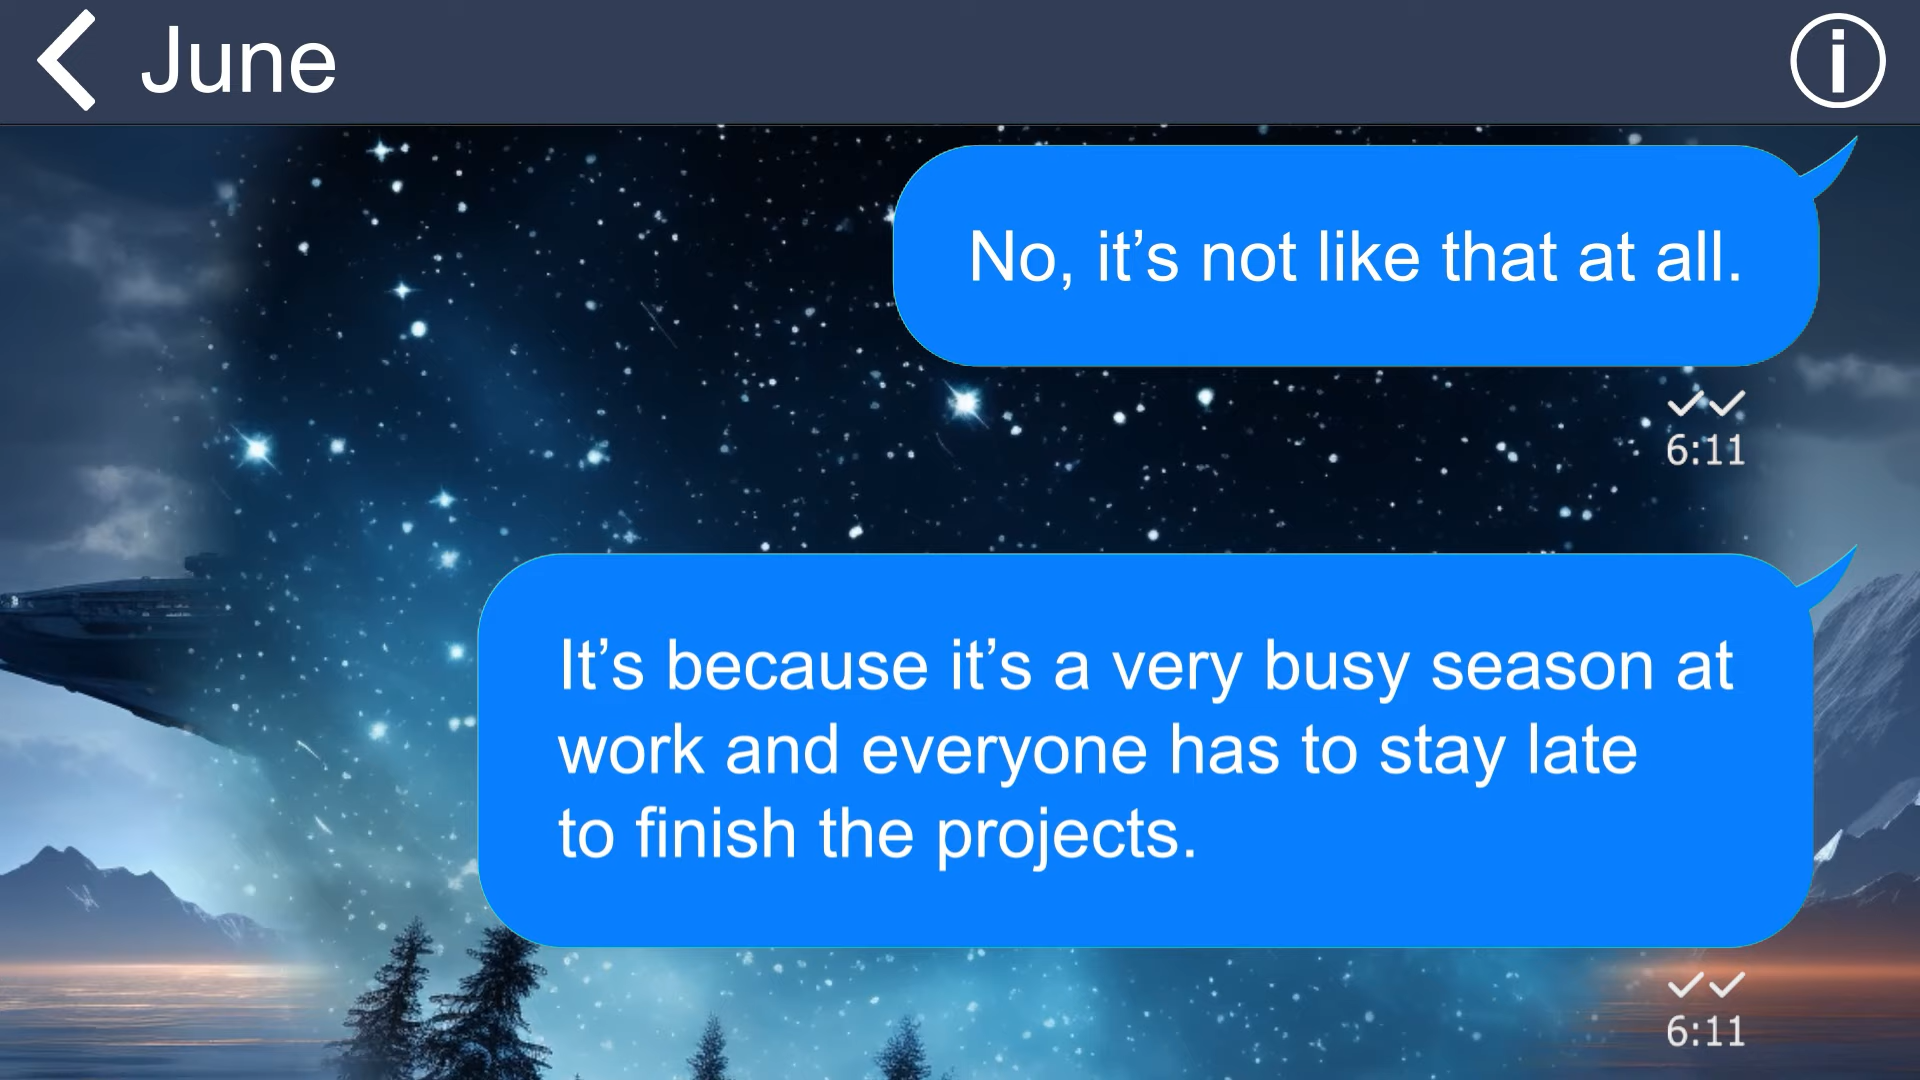 June
No, it’s not like that at all.
6:11
It’s because it’s a very busy season at
work and everyone has to stay late
to finish the projects.
6:11